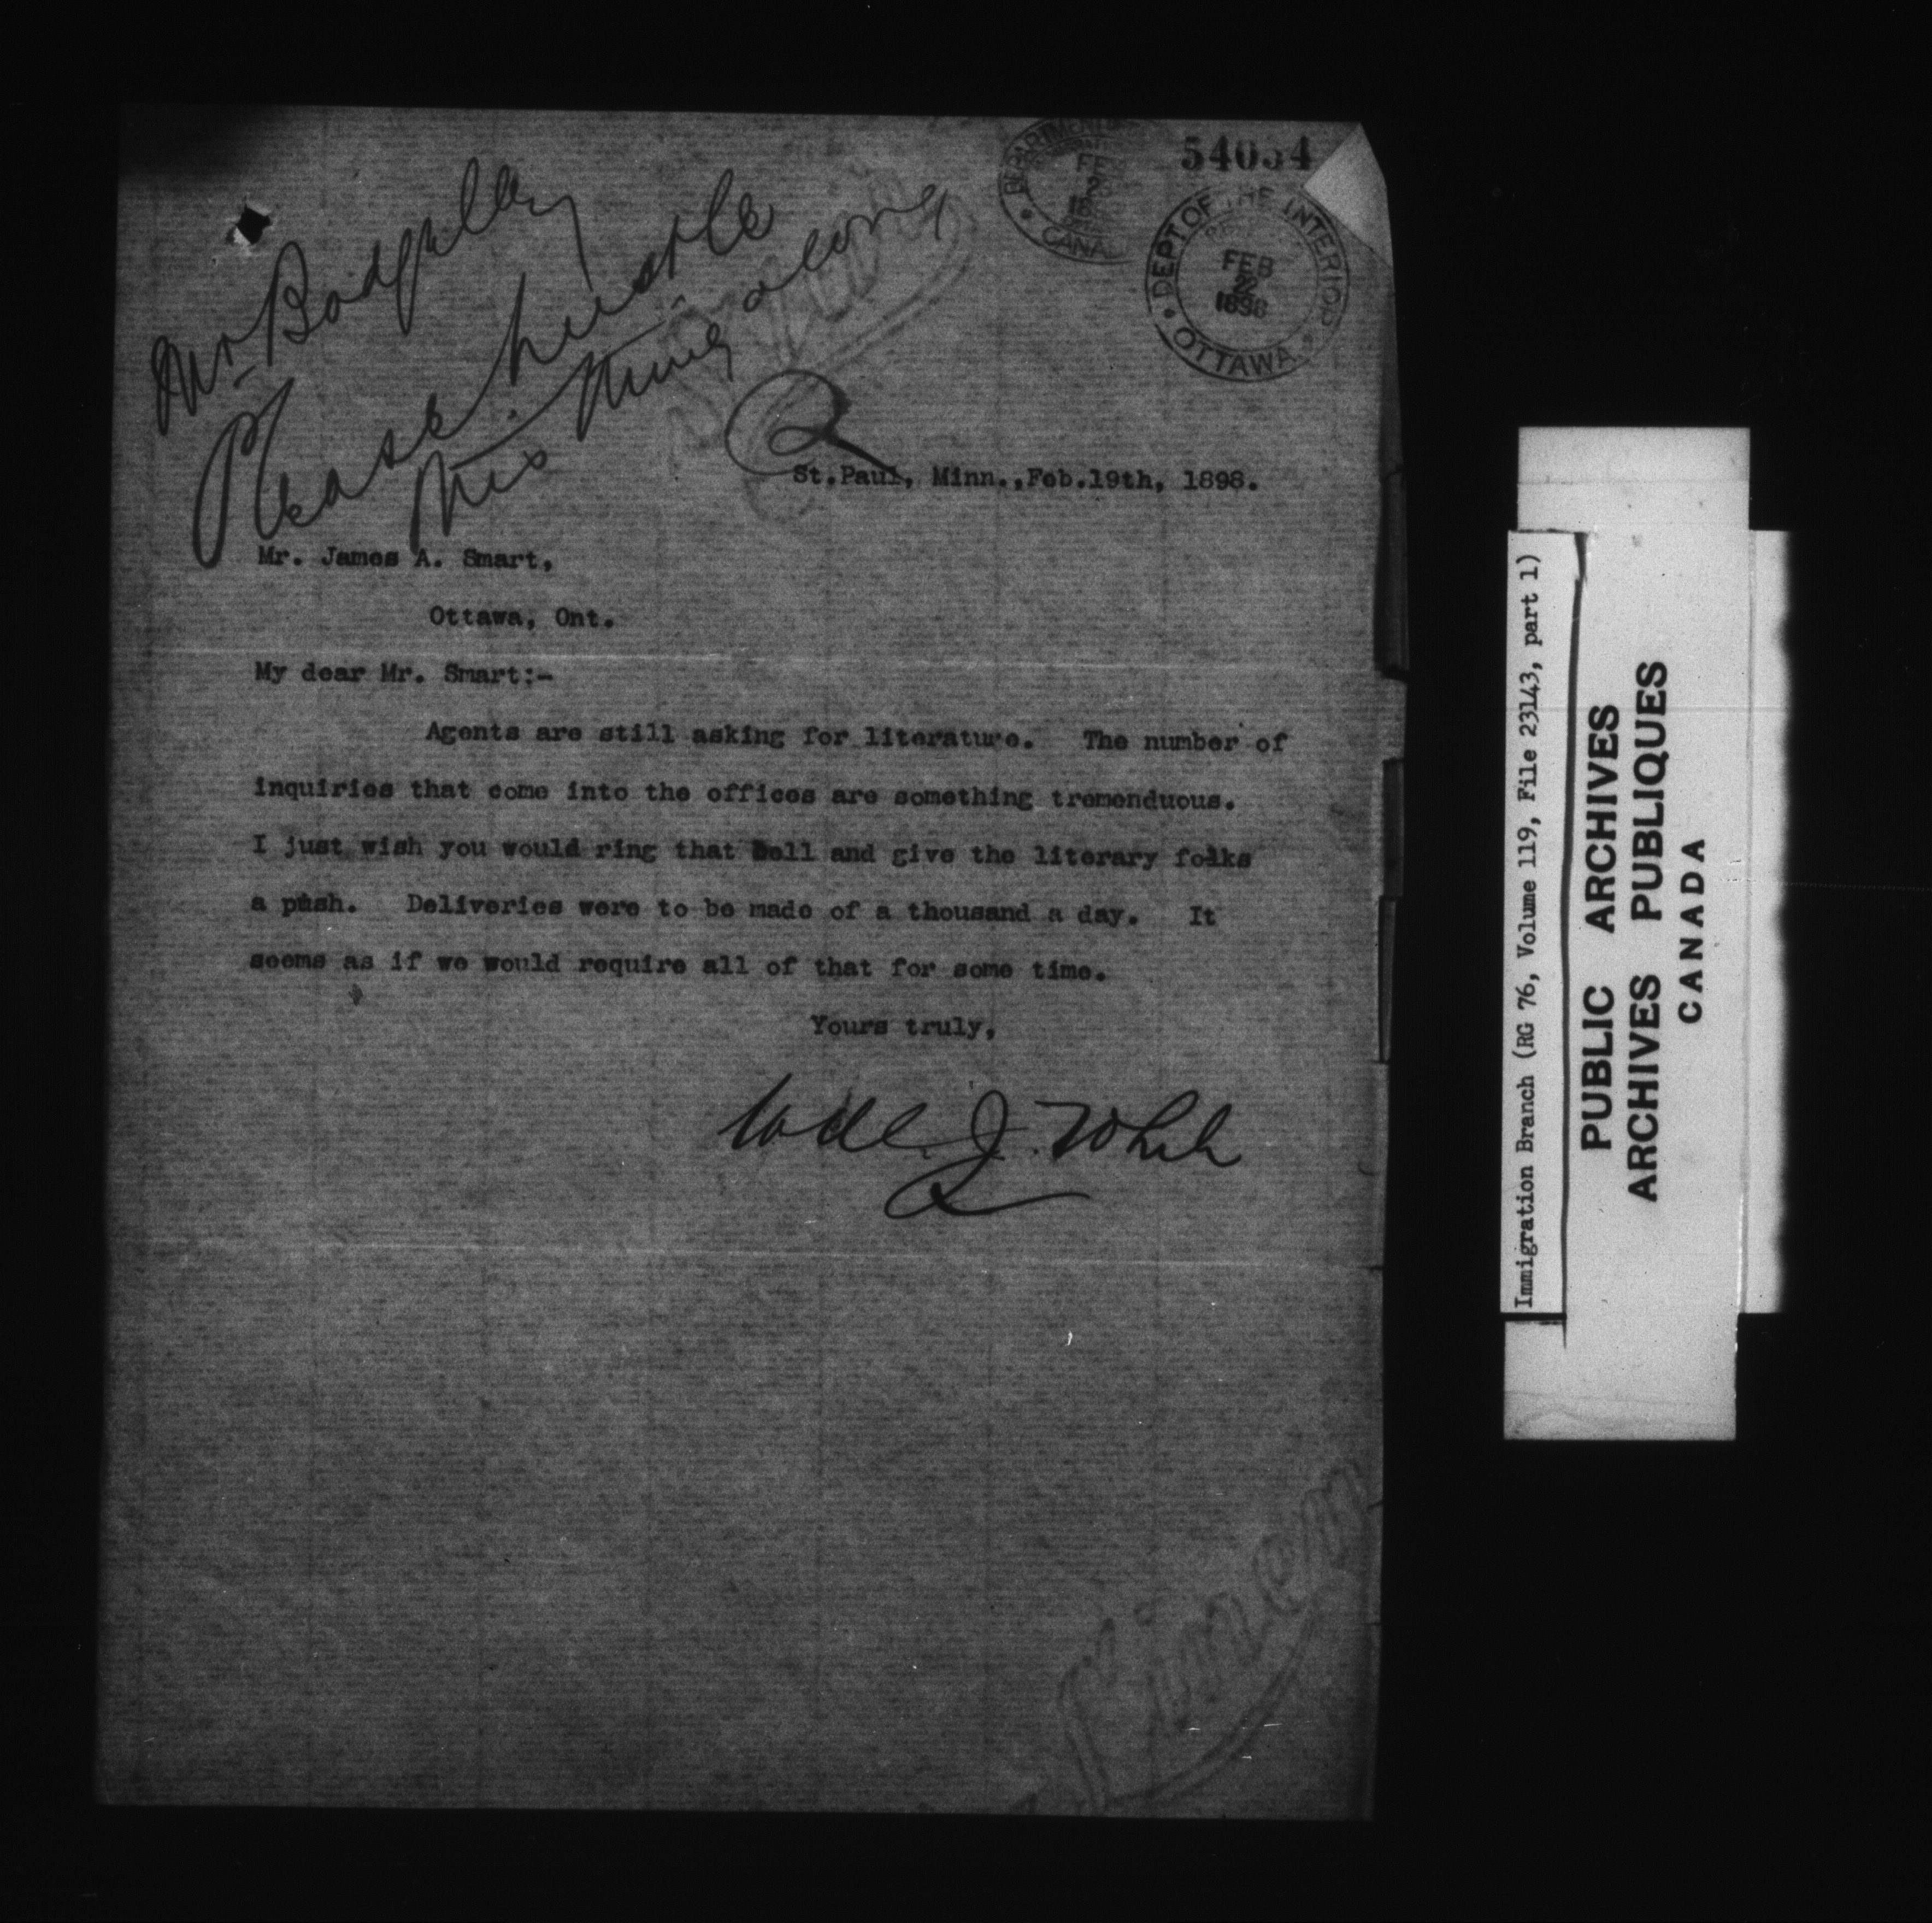 54034
DEPT OF THE INTERIOR
FEB
1898
OTTAWA
Mr Badgley
Please hustle
this thing along
St.Paul, Minn.,Feb.19th, 1898.
Mr. James A. Smart,
Ottawa, Ont.
My dear Mr. Smart:-
Agents are still asking for literature. The number of
inquiries that come into the offices are something tremenduous.
I just wish you would ring that bell and give the literary folks
a push. Deliveries were to be made of a thousand a day. It
seems as if we would require all of that for some time.
Yours truly,
J. White
Immigration Branch (RG 76, Volume 119, File 23143, part 1)
PUBLIC ARCHIVES
ARCHIVES PUBLIQUES
CANADA